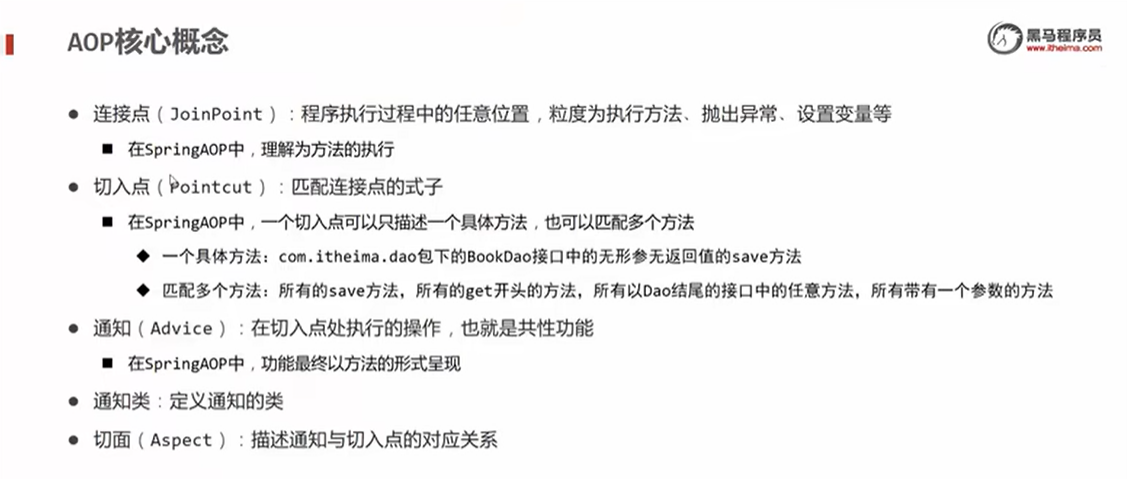 AOP核心概念
黑马程序员
www.itheima.com
连接点（JoinPoint）：程序执行过程中的任意位置，粒度为执行方法、抛出异常、设置变量等
在SpringAOP中，理解为方法的执行
切入点（Pointcut）：匹配连接点的式子
在SpringAOP中，一个切入点可以只描述一个具体方法，也可以匹配多个方法
一个具体方法：com.itheima.dao包下的BookDao接口中的无形参无返回值的save方法
匹配多个方法：所有的save方法，所有的get开头的方法，所有以Dao结尾的接口中的任意方法，所有带有一个参数的方法
通知（Advice）：在切入点处执行的操作，也就是共性功能
在SpringAOP中，功能最终以方法的形式呈现
通知类：定义通知的类
切面（Aspect）：描述通知与切入点的对应关系